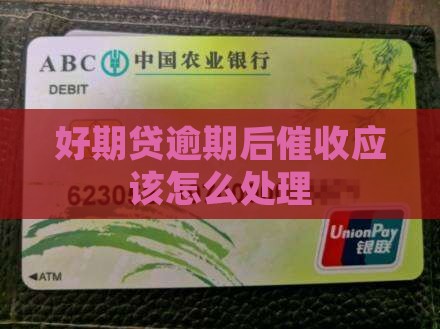 ABC 中国农业银行
DEBIT
好期贷逾期后催收应
该怎么处理
UnionPay
银联
◄ATM